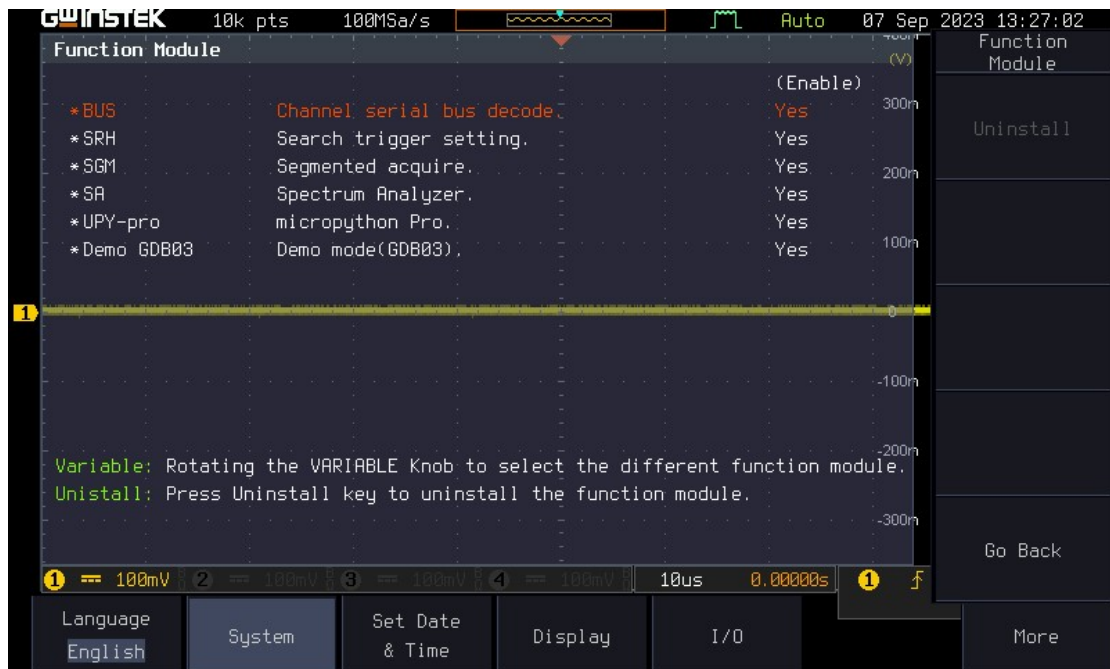 GWINSTEK 10k pts 100MSa/s Auto 07 Sep 2023 13:27:02
Function Module
Function
Module
(V)
(Enable)
*BUS Channel serial bus decode. Yes
300m
*SRH Search trigger setting. Yes
Uninstall
*SGM Segmented acquire. Yes
200m
*SA Spectrum Analyzer. Yes
*UPY-pro micropython Pro. Yes
100m
*Demo GDB03 Demo mode(GDB03), Yes
1
0
-100m
-200m
Variable: Rotating the VARIABLE Knob to select the different function module.
Unistall: Press Uninstall key to uninstall the function module.
-300m
Go Back
1 100mV 2 100mV 3 100mV 4 100mV 10us 0.00000s 1
Language
English
System
Set Date
& Time
Display
I/O
More